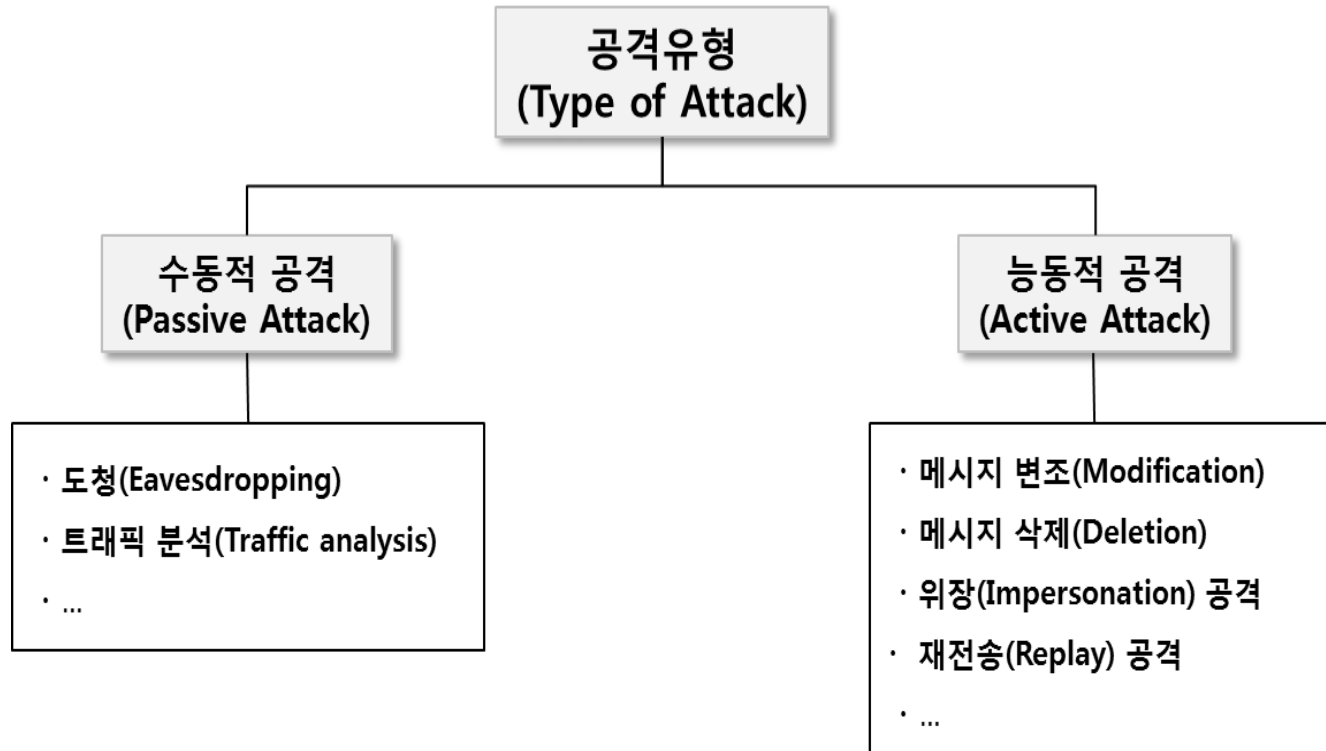 공격유형
(Type of Attack)
수동적 공격
(Passive Attack)
· 도청(Eavesdropping)
· 트래픽 분석(Traffic analysis)
· ...
능동적 공격
(Active Attack)
· 메시지 변조(Modification)
· 메시지 삭제(Deletion)
· 위장(Impersonation) 공격
· 재전송(Replay) 공격
· ...